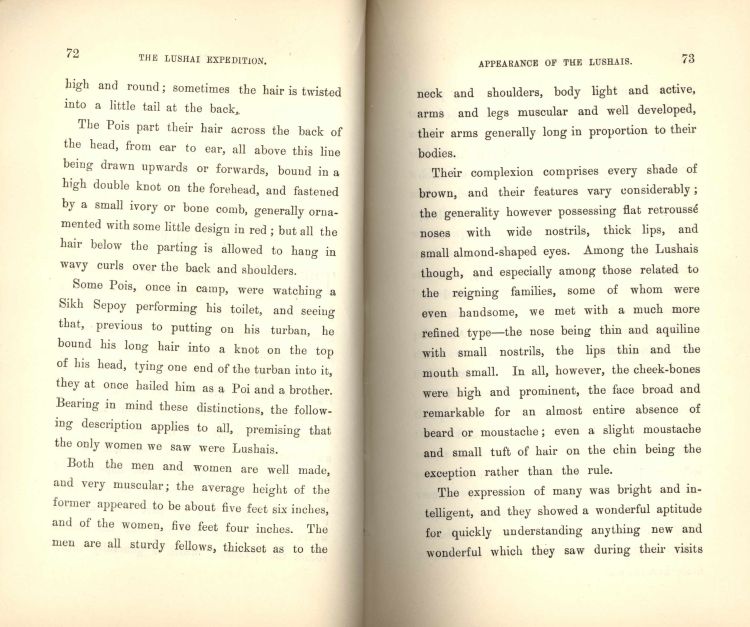 72
THE LUSHAI EXPEDITION.
high and round; sometimes the hair is twisted
into a little tail at the back.
The Pois part their hair across the back of
the head, from ear to ear, all above this line
being drawn upwards or forwards, bound in a
high double knot on the forehead, and fastened
by a small ivory or bone comb, generally orna-
mented with some little design in red; but all the
hair below the parting is allowed to hang in
wavy curls over the back and shoulders.
Some Pois, once in camp, were watching a
Sikh Sepoy performing his toilet, and seeing
that, previous to putting on his turban, he
bound his long hair into a knot on the top
of his head, tying one end of the turban into it,
they at once hailed him as a Poi and a brother.
Bearing in mind these distinctions, the follow-
ing description applies to all, premising that
the only women we saw were Lushais.
Both the men and women are well made,
and very muscular; the average height of the
former appeared to be about five feet six inches,
and of the women, five feet four inches. The
men are all sturdy fellows, thickset as to the
APPEARANCE OF THE LUSHAIS.
73
neck and shoulders, body light and active,
arms and legs muscular and well developed,
their arms generally long in proportion to their
bodies.
Their complexion comprises every shade of
brown, and their features vary considerably;
the generality however possessing flat retroussé
noses with wide nostrils, thick lips, and
small almond-shaped eyes. Among the Lushais
though, and especially among those related to
the reigning families, some of whom were
even handsome, we met with a much more
refined type—the nose being thin and aquiline
with small nostrils, the lips thin and the
mouth small. In all, however, the cheek-bones
were high and prominent, the face broad and
remarkable for an almost entire absence of
beard or moustache; even a slight moustache
and small tuft of hair on the chin being the
exception rather than the rule.
The expression of many was bright and in-
telligent, and they showed a wonderful aptitude
for quickly understanding anything new and
wonderful which they saw during their visits